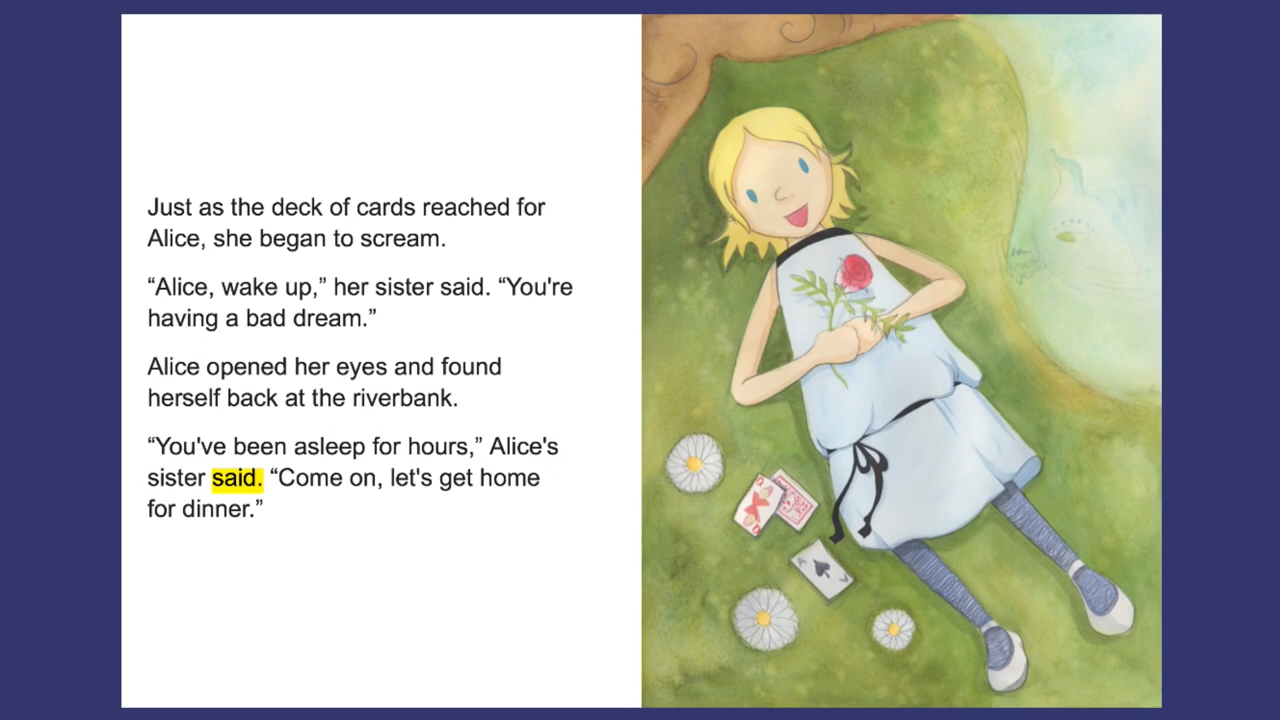 Just as the deck of cards reached for
Alice, she began to scream.
“Alice, wake up,” her sister said. “You're
having a bad dream.”
Alice opened her eyes and found
herself back at the riverbank.
“You've been asleep for hours,” Alice's
sister said. “Come on, let's get home
for dinner.”
A
A